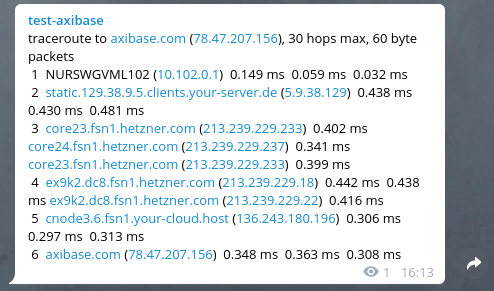 test-axibase
traceroute to axibase.com (78.47.207.156), 30 hops max, 60 byte
packets
1 NURSWGVML102 (10.102.0.1) 0.149 ms 0.059 ms 0.032 ms
2 static.129.38.9.5.clients.your-server.de (5.9.38.129) 0.438 ms
0.430 ms 0.481 ms
3 core23.fsn1.hetzner.com (213.239.229.233) 0.402 ms
core24.fsn1.hetzner.com (213.239.229.237) 0.341 ms
core23.fsn1.hetzner.com (213.239.229.233) 0.399 ms
4 ex9k2.dc8.fsn1.hetzner.com (213.239.229.18) 0.442 ms 0.438
ms ex9k2.dc8.fsn1.hetzner.com (213.239.229.22) 0.416 ms
5 cnode3.6.fsn1.your-cloud.host (136.243.180.196) 0.306 ms
0.297 ms 0.313 ms
6 axibase.com (78.47.207.156) 0.348 ms 0.363 ms 0.308 ms
1 16:13